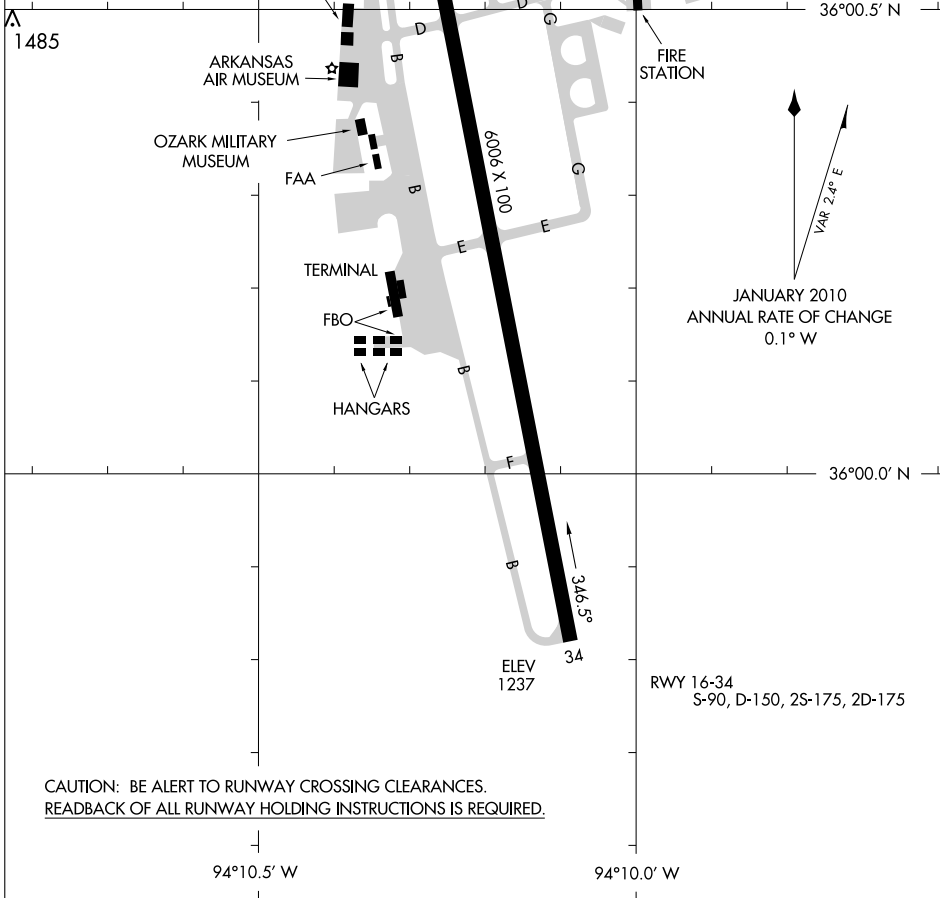 36°00.5' N
1485
D
D
G
FIRE
STATION
ARKANSAS
AIR MUSEUM
B
OZARK MILITARY
MUSEUM
FAA
6006 X 100
G
B
VAR 2.4° E
E
E
TERMINAL
JANUARY 2010
ANNUAL RATE OF CHANGE
0.1° W
FBO
B
HANGARS
F
36°00.0' N
B
346.5°
34
ELEV
1237
RWY 16-34
S-90, D-150, 2S-175, 2D-175
CAUTION: BE ALERT TO RUNWAY CROSSING CLEARANCES.
READBACK OF ALL RUNWAY HOLDING INSTRUCTIONS IS REQUIRED.
94°10.5' W
94°10.0' W